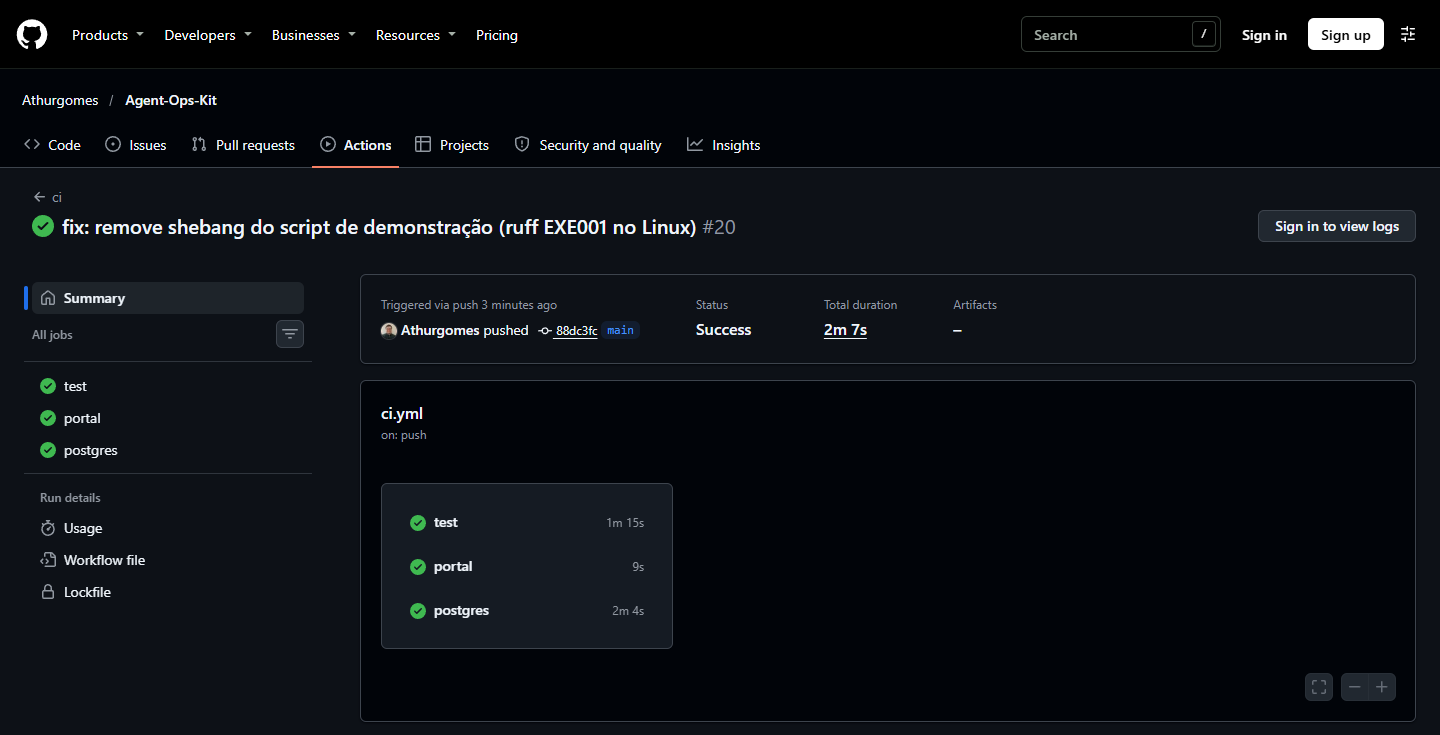 Products Developers Businesses Resources Pricing Search / Sign in Sign up
Athurgomes / Agent-Ops-Kit
Code Issues Pull requests Actions Projects Security and quality Insights
ci
fix: remove shebang do script de demonstração (ruff EXE001 no Linux) #20
Sign in to view logs
Summary
All jobs
test
portal
postgres
Run details
Usage
Workflow file
Lockfile
Triggered via push 3 minutes ago
Athurgomes pushed 88dc3fc main
Status
Success
Total duration
2m 7s
Artifacts
–
ci.yml
on: push
test 1m 15s
portal 9s
postgres 2m 4s